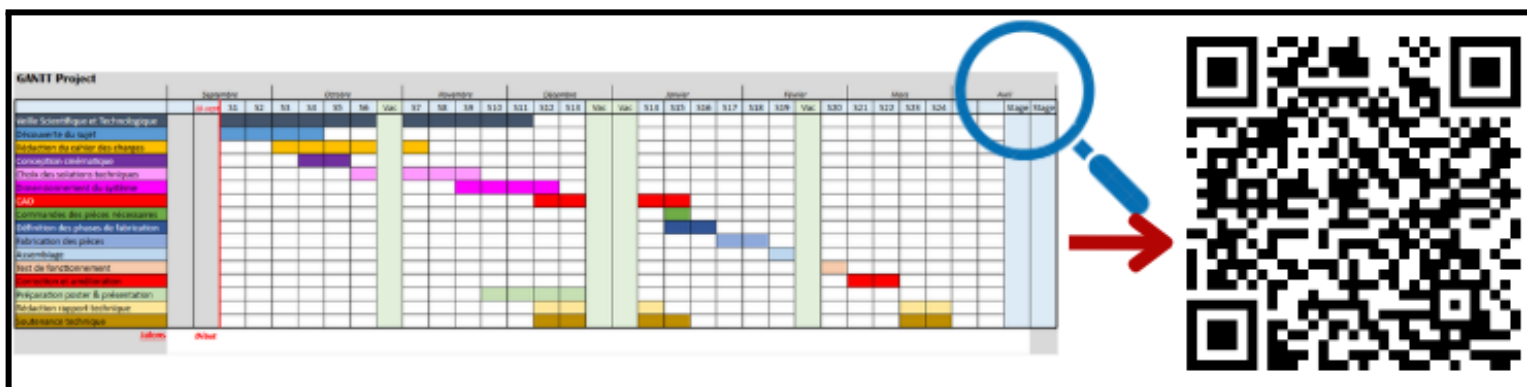 GANTT Project
Septembre Octobre Novembre Décembre Janvier Février Mars Avril
S1 S2 S3 S4 S5 S6 Vac S7 S8 S9 S10 S11 S12 S13 Vac Vac S14 S15 S16 S17 S18 S19 Vac S20 S21 S22 S23 S24 Stage Stage
Veille Scientifique et Technologique
Découverte du sujet
Rédaction du cahier des charges
Conception cinématique
Choix des solutions techniques
Dimensionnement du système
CAO
Commandes des pièces nécessaires
Définition des phases de fabrication
Fabrication des pièces
Assemblage
Test de fonctionnement
Correction et amélioration
Préparation poster & présentation
Rédaction rapport technique
Soutenance technique
Jalons